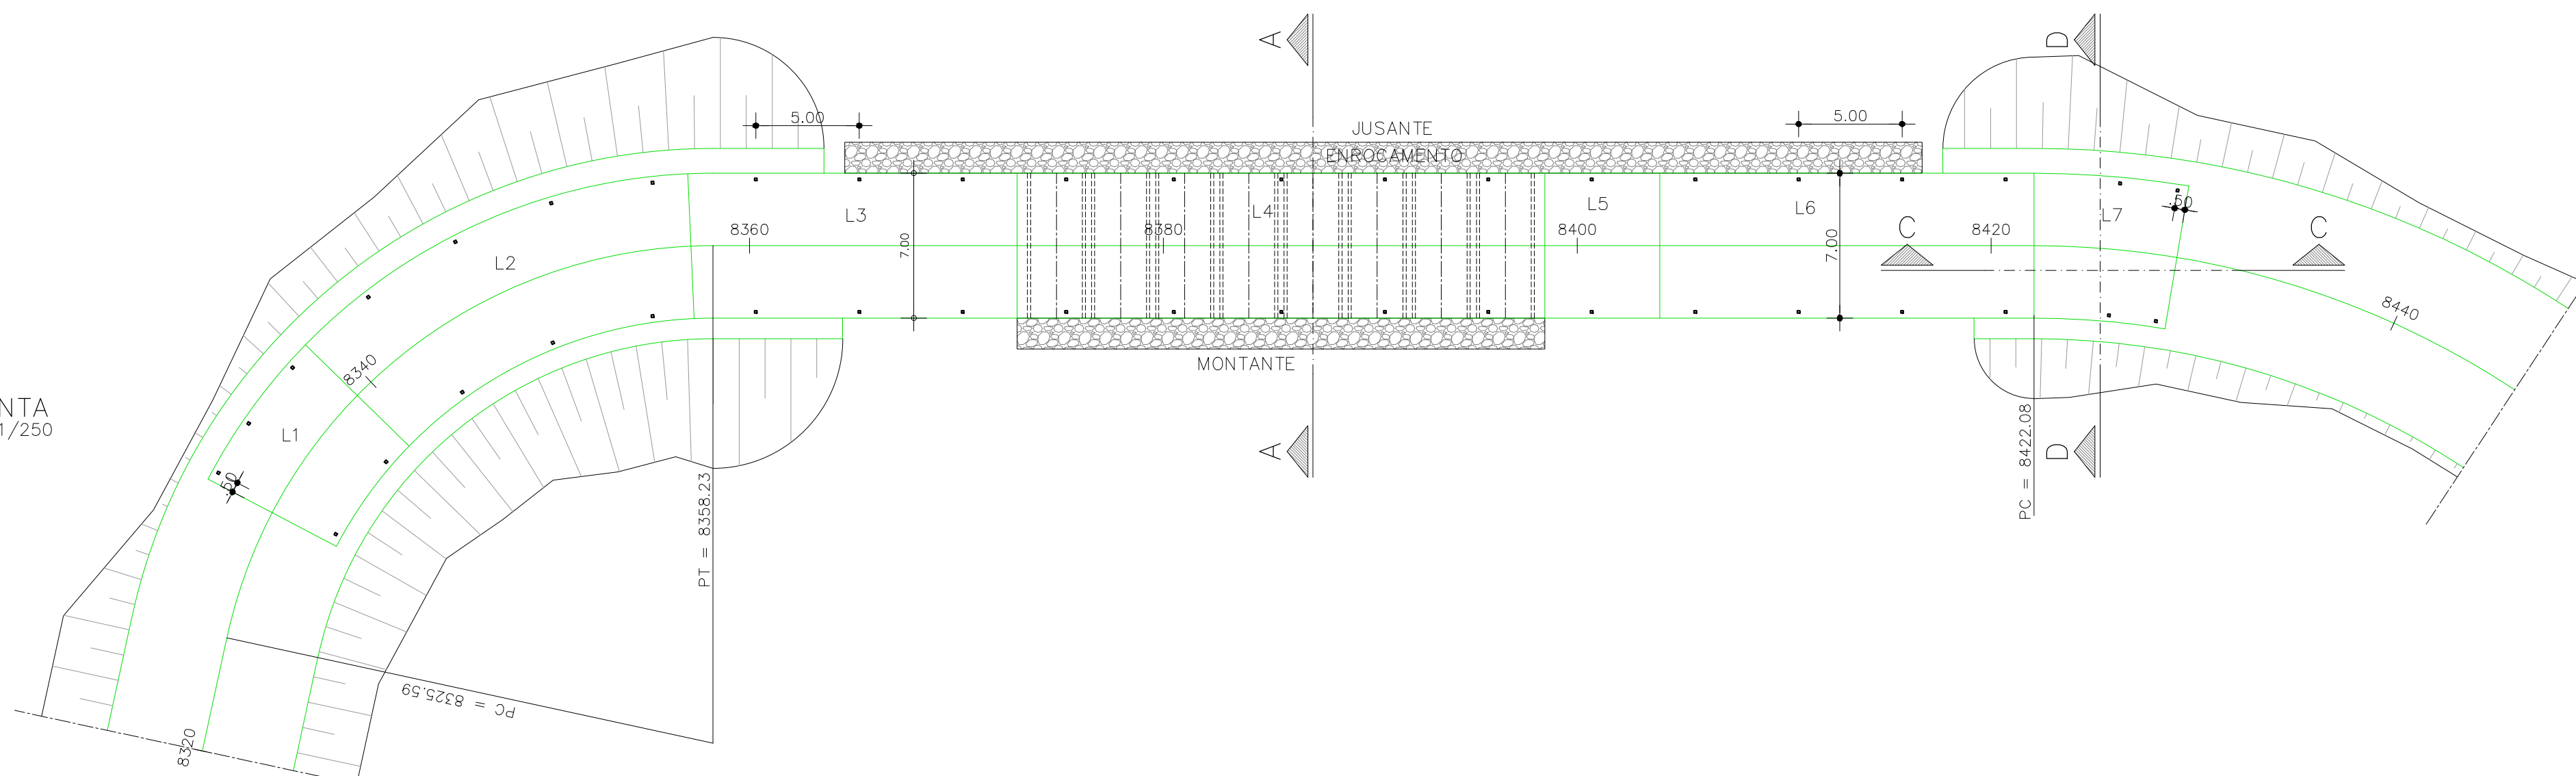 A
D
5.00
5.00
JUSANTE
ENROCAMENTO
L3
L4
L5
L6
L7
.50
8360
8380
8400
8420
C
C
7.00
7.00
L2
8440
MONTANTE
8340
NTA
1/250
L1
.50
A
D
PT = 8358.23
PC = 8422.08
PC = 8325.59
8320